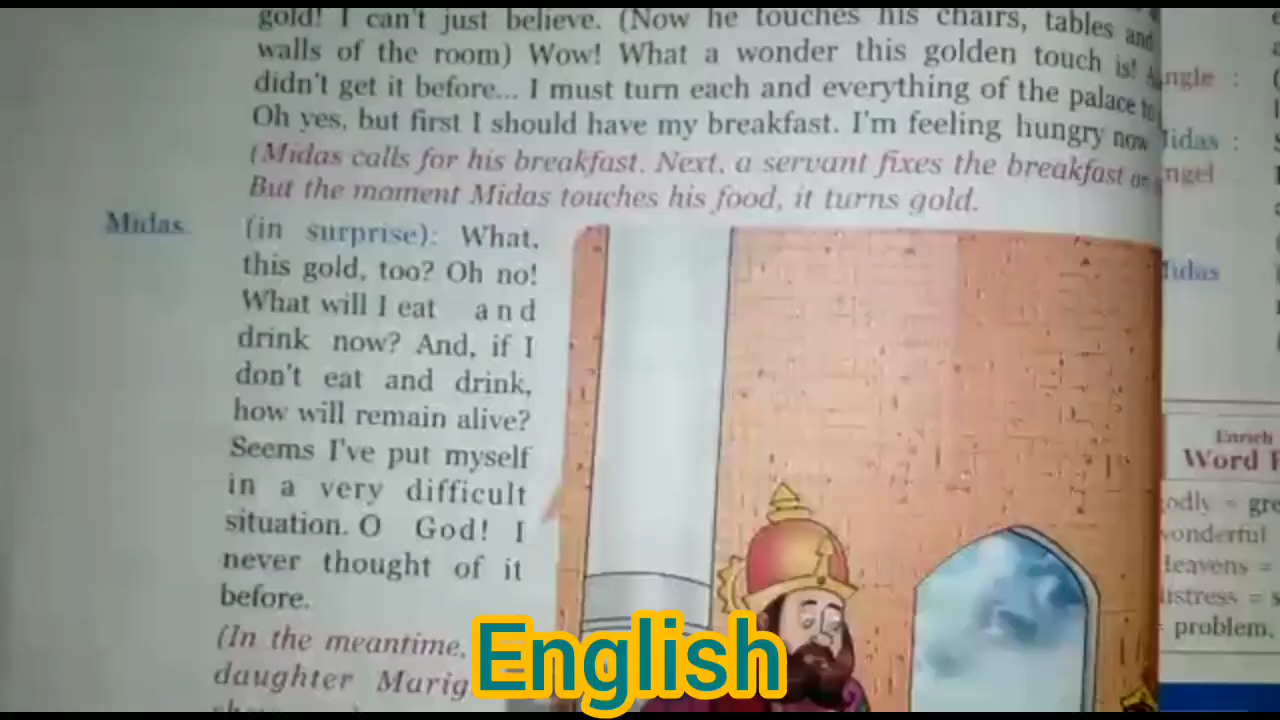 gold! I can't just believe. (Now he touches his chairs, tables and
walls of the room) Wow! What a wonder this golden touch is!
didn't get it before... I must turn each and everything of the palace to
Oh yes, but first I should have my breakfast. I'm feeling hungry now
(Midas calls for his breakfast. Next, a servant fixes the breakfast on
But the moment Midas touches his food, it turns gold.
Midas. (in surprise): What,
this gold, too? Oh no!
What will I eat and
drink now? And, if I
don't eat and drink,
how will remain alive?
Seems I've put myself
in a very difficult
situation. O God! I
never thought of it
before.
(In the meantime,
daughter Marig
English
ngle :
idas :
ngel
idas
Enrich
Word
odly = gre
wonderful
Heavens =
istress = s
= problem,